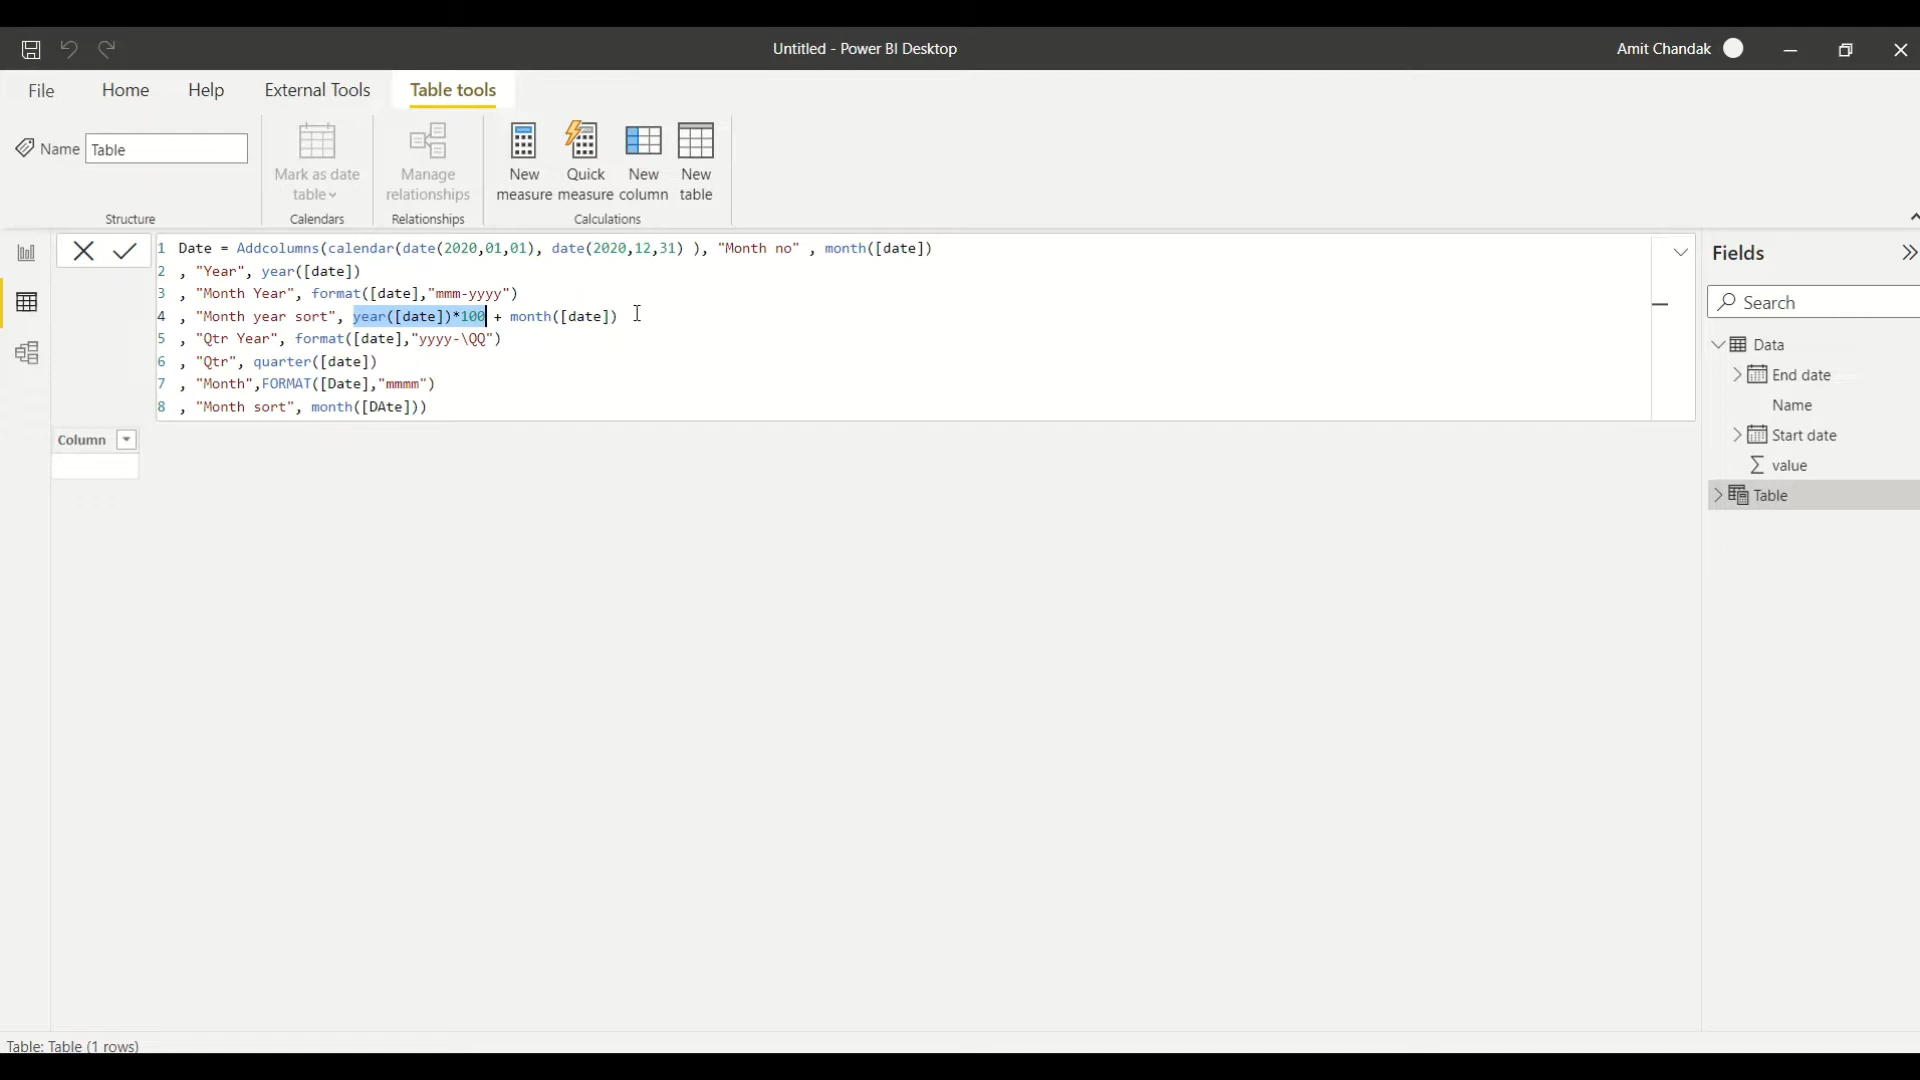 Untitled - Power BI Desktop
Amit Chandak
File
Home
Help
External Tools
Table tools
Name
Table
Mark as date
table
Manage
relationships
New
measure
Quick
measure
New
column
New
table
Structure
Calendars
Relationships
Calculations
1 Date = Addcolumns(calendar(date(2020,01,01), date(2020,12,31) ), "Month no" , month([date])
2 , "Year", year([date])
3 , "Month Year", format([date],"mmm-yyyy")
4 , "Month year sort", year([date])*100 + month([date])
5 , "Qtr Year", format([date],"yyyy-\QQ")
6 , "Qtr", quarter([date])
7 , "Month",FORMAT([Date],"mmmm")
8 , "Month sort", month([DAte]))
Column
Fields
Search
Data
End date
Name
Start date
value
Table
Table: Table (1 rows)